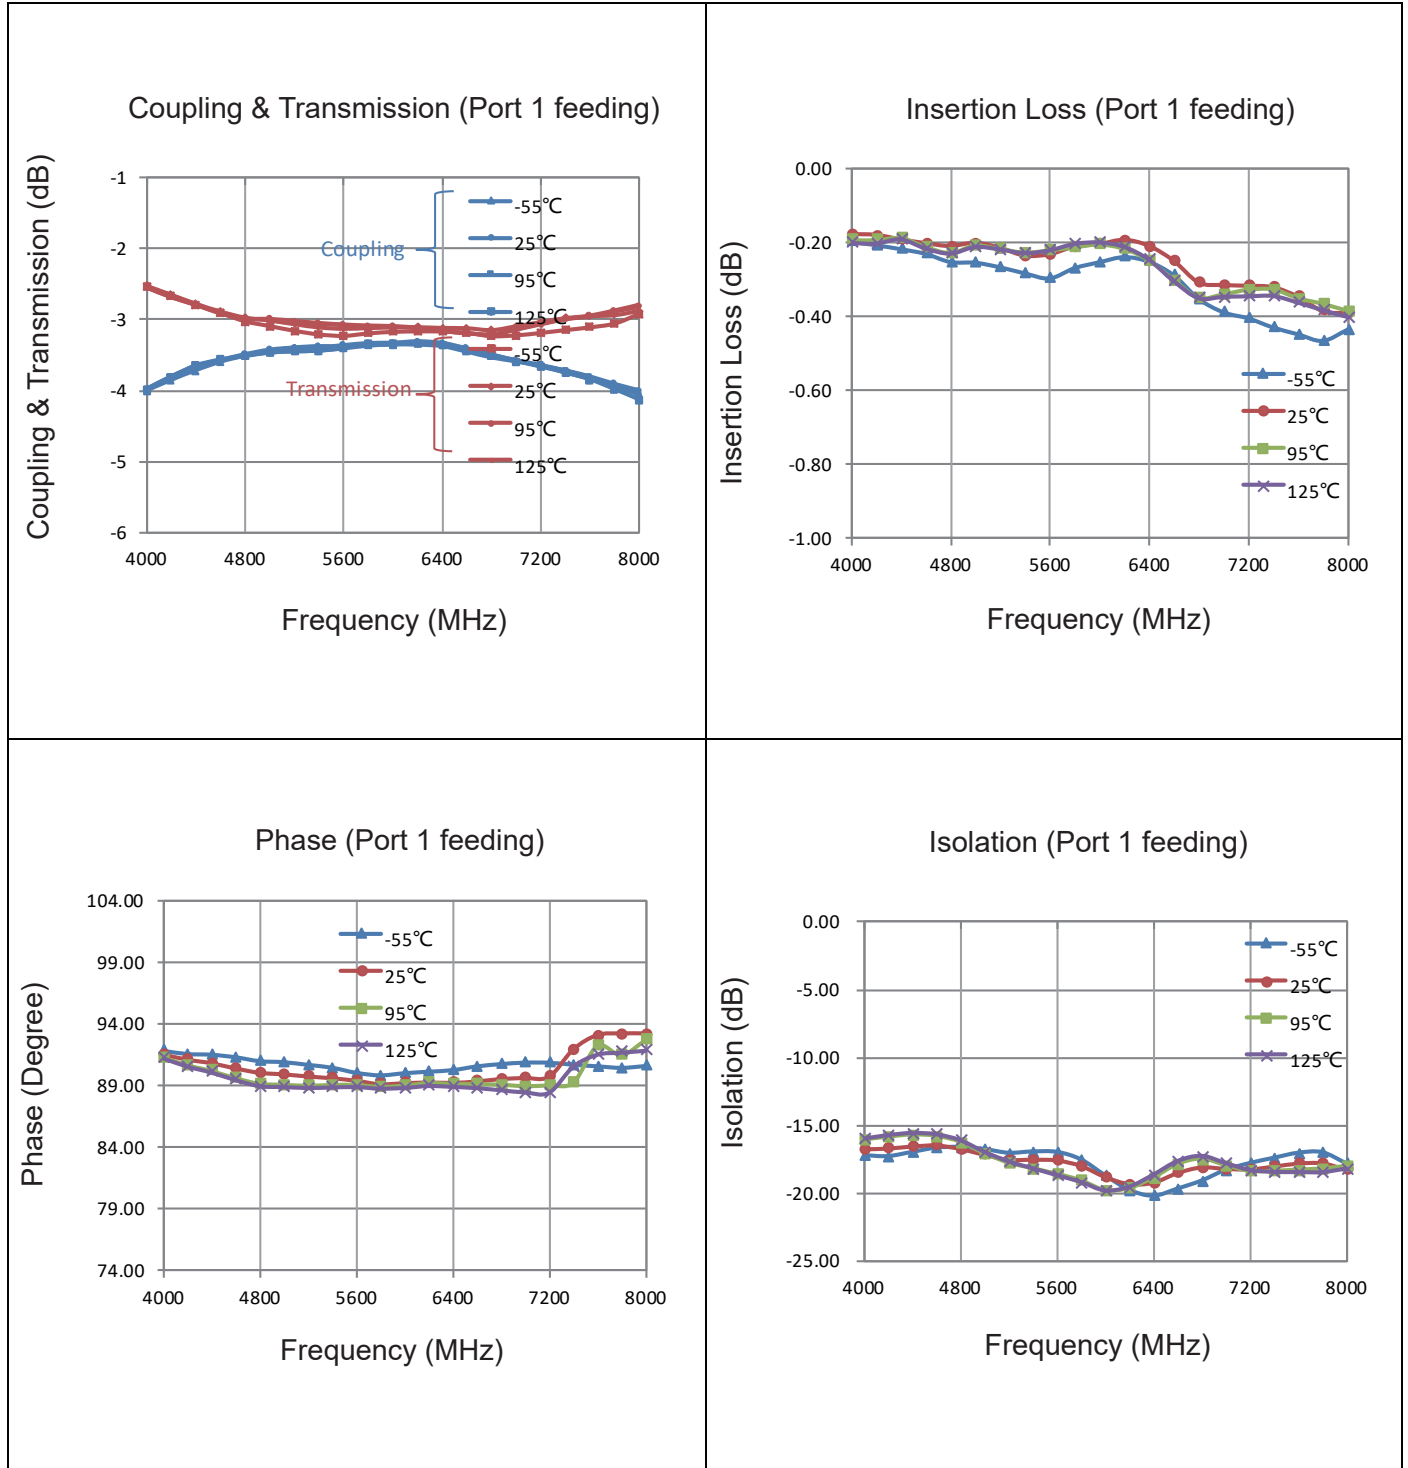 Coupling & Transmission (Port 1 feeding)
Coupling & Transmission (dB)
-1
-2
-3
-4
-5
-6
Coupling
Transmission
-55℃
25℃
95℃
125℃
-55℃
25℃
95℃
125℃
4000 4800 5600 6400 7200 8000
Frequency (MHz)
Insertion Loss (Port 1 feeding)
Insertion Loss (dB)
0.00
-0.20
-0.40
-0.60
-0.80
-1.00
-55℃
25℃
95℃
125℃
4000 4800 5600 6400 7200 8000
Frequency (MHz)
Phase (Port 1 feeding)
Phase (Degree)
104.00
99.00
94.00
89.00
84.00
79.00
74.00
-55℃
25℃
95℃
125℃
4000 4800 5600 6400 7200 8000
Frequency (MHz)
Isolation (Port 1 feeding)
Isolation (dB)
0.00
-5.00
-10.00
-15.00
-20.00
-25.00
-55℃
25℃
95℃
125℃
4000 4800 5600 6400 7200 8000
Frequency (MHz)